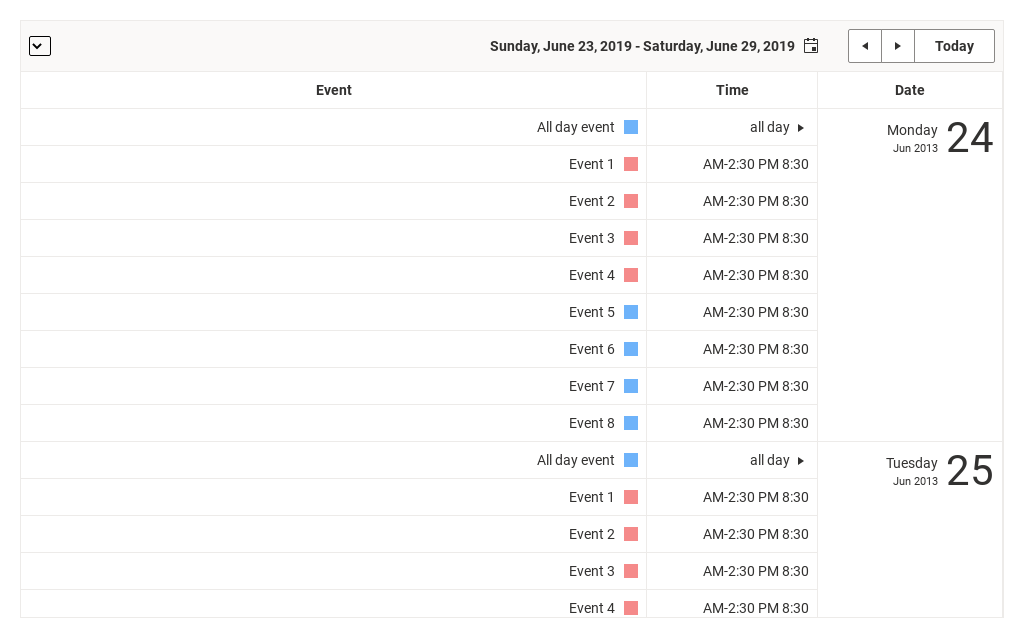 Sunday, June 23, 2019 - Saturday, June 29, 2019 Today
Event Time Date
All day event all day Monday 24
Jun 2013
Event 1 AM-2:30 PM 8:30
Event 2 AM-2:30 PM 8:30
Event 3 AM-2:30 PM 8:30
Event 4 AM-2:30 PM 8:30
Event 5 AM-2:30 PM 8:30
Event 6 AM-2:30 PM 8:30
Event 7 AM-2:30 PM 8:30
Event 8 AM-2:30 PM 8:30
All day event all day Tuesday 25
Jun 2013
Event 1 AM-2:30 PM 8:30
Event 2 AM-2:30 PM 8:30
Event 3 AM-2:30 PM 8:30
Event 4 AM-2:30 PM 8:30